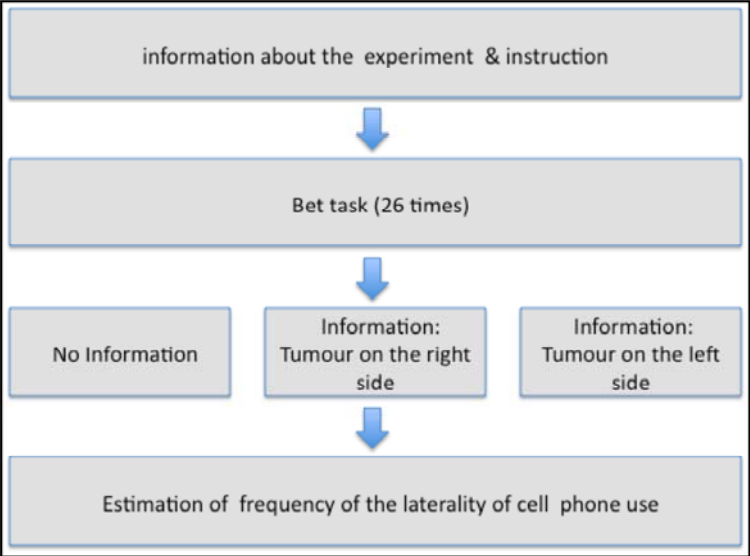 information about the experiment & instruction
Bet task (26 times)
No Information
Information:
Tumour on the right
side
Information:
Tumour on the left
side
Estimation of frequency of the laterality of cell phone use